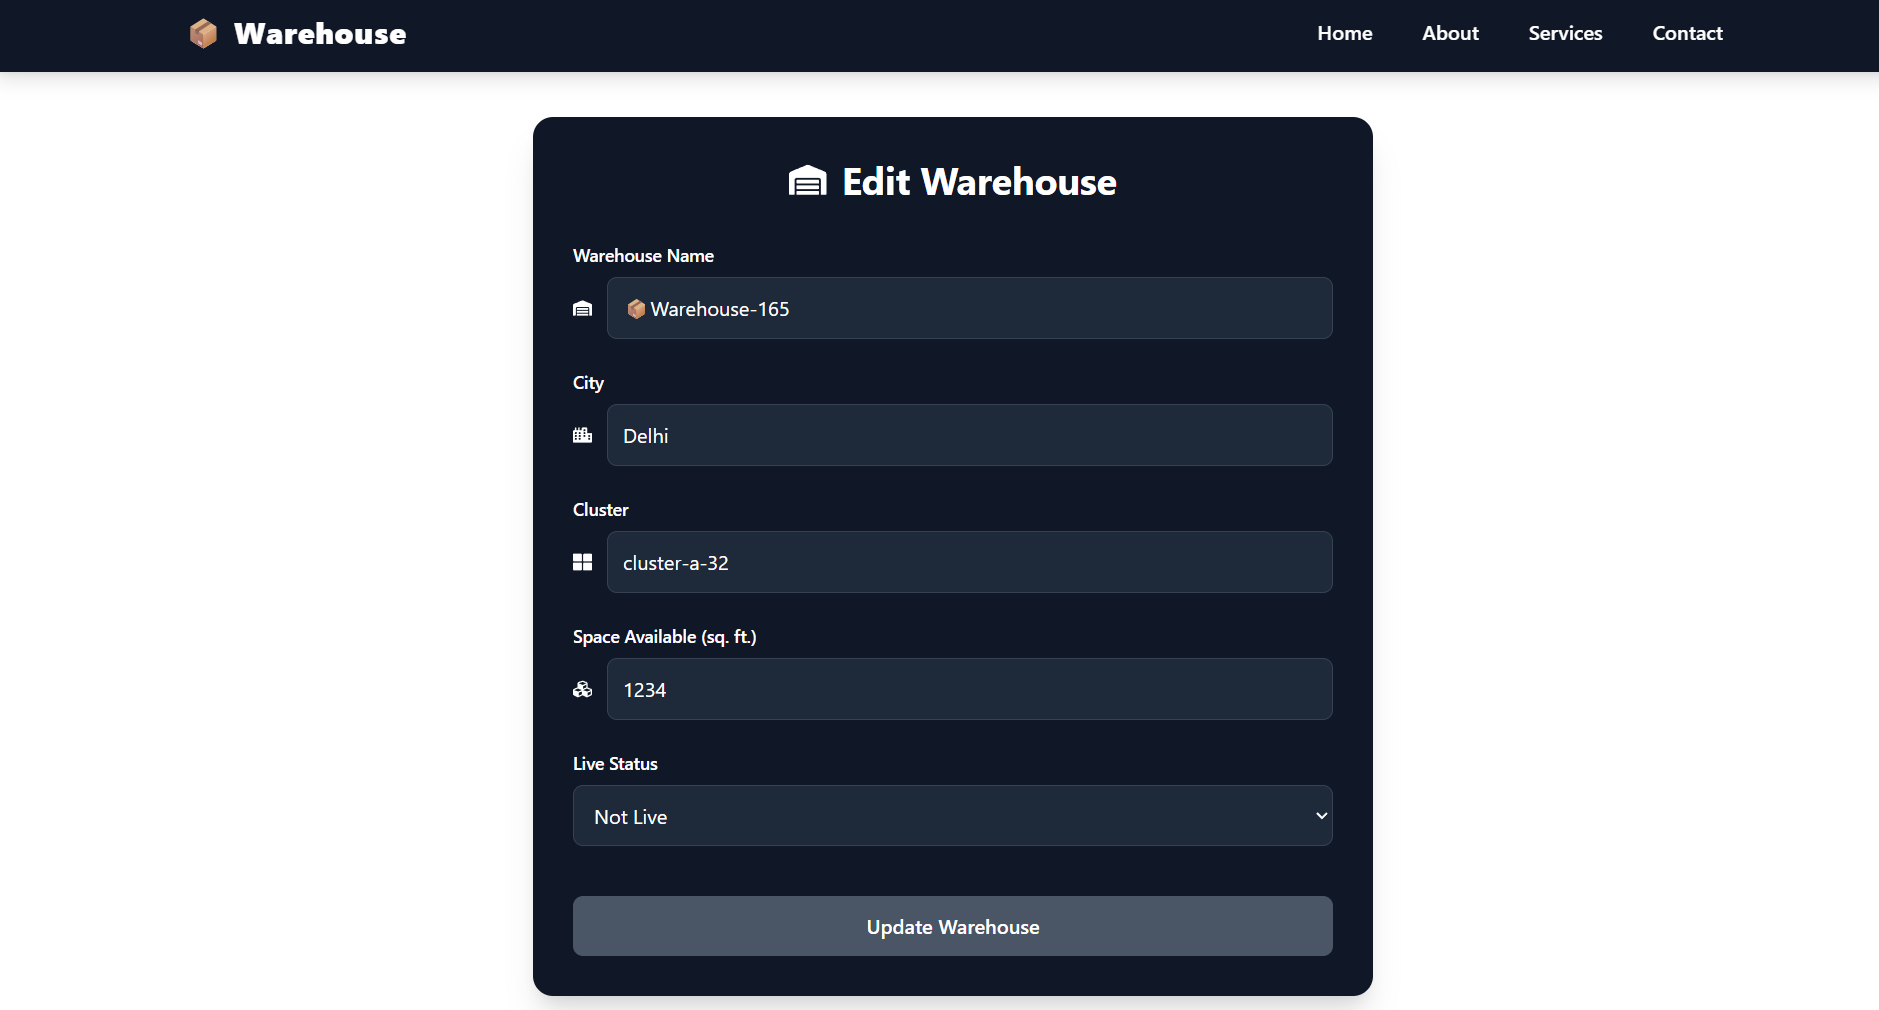 📦 Warehouse
Home About Services Contact
Edit Warehouse
Warehouse Name
📦Warehouse-165
City
Delhi
Cluster
cluster-a-32
Space Available (sq. ft.)
1234
Live Status
Not Live
Update Warehouse